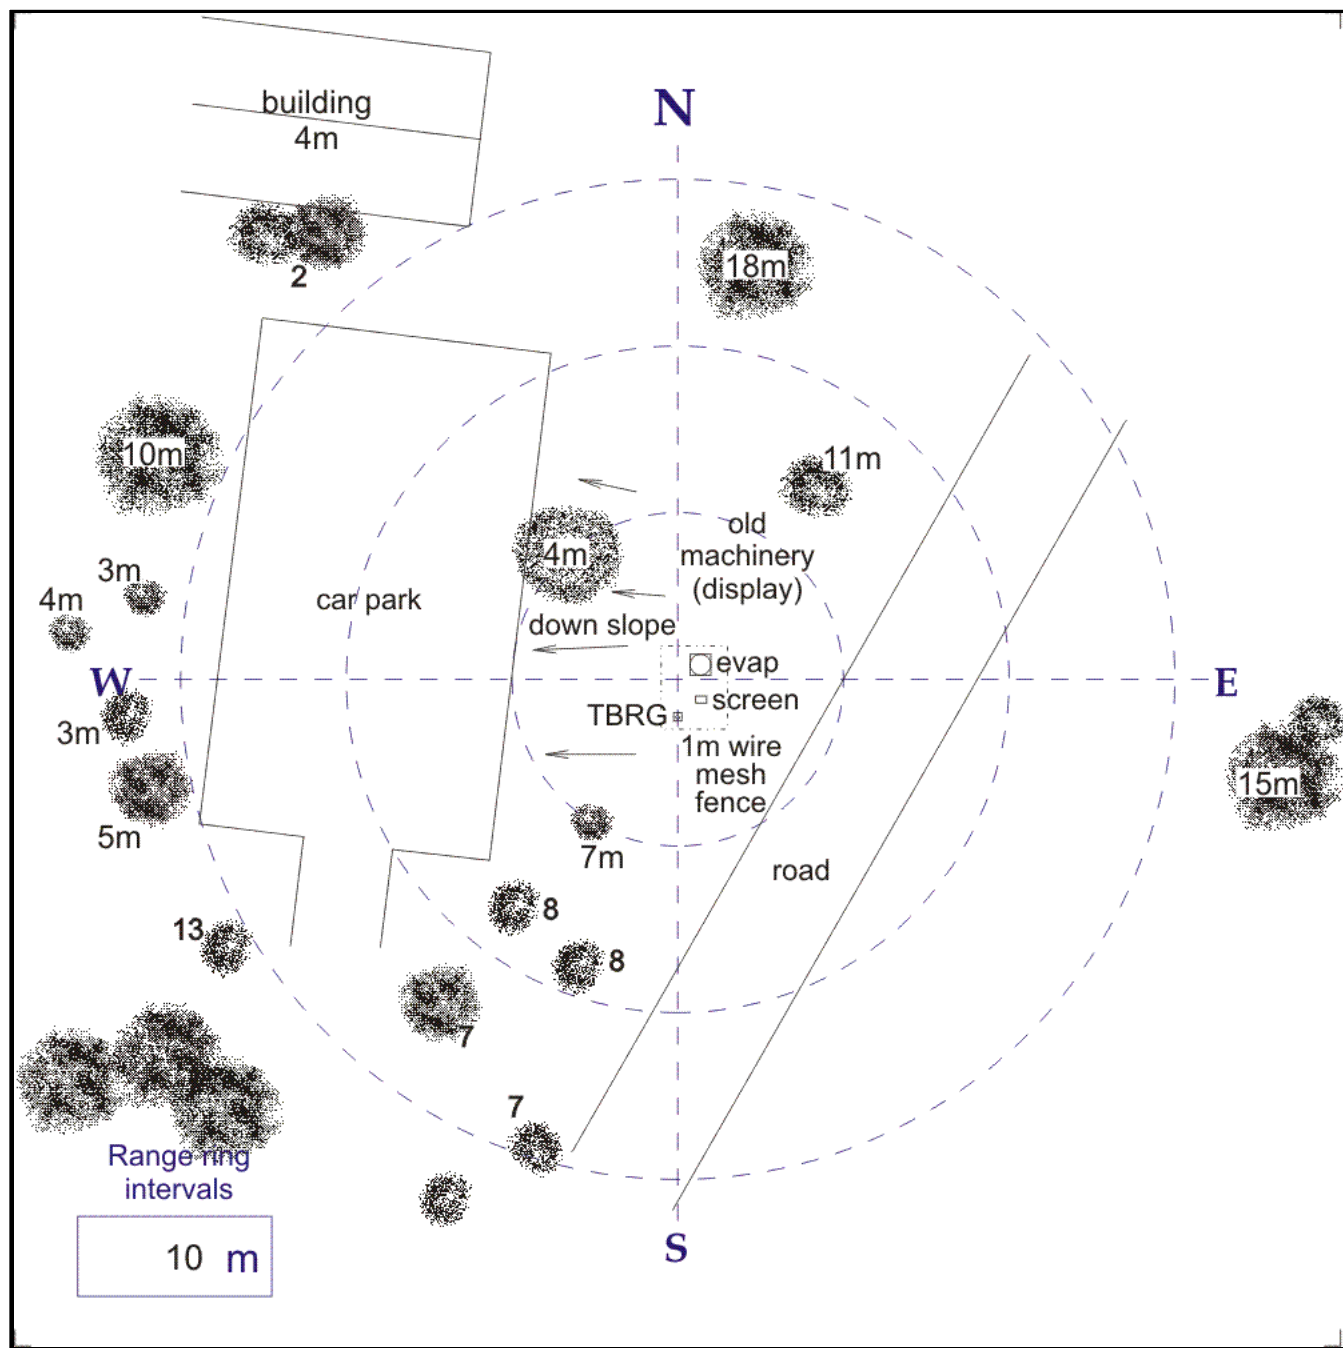 building
4m
N
2
18m
10m
11m
old
machinery
(display)
4m
3m
4m
car park
down slope
W
evap
E
screen
TBRG
3m
1m wire
mesh
fence
15m
5m
7m
road
8
13
8
7
7
Range ring
intervals
10 m
S